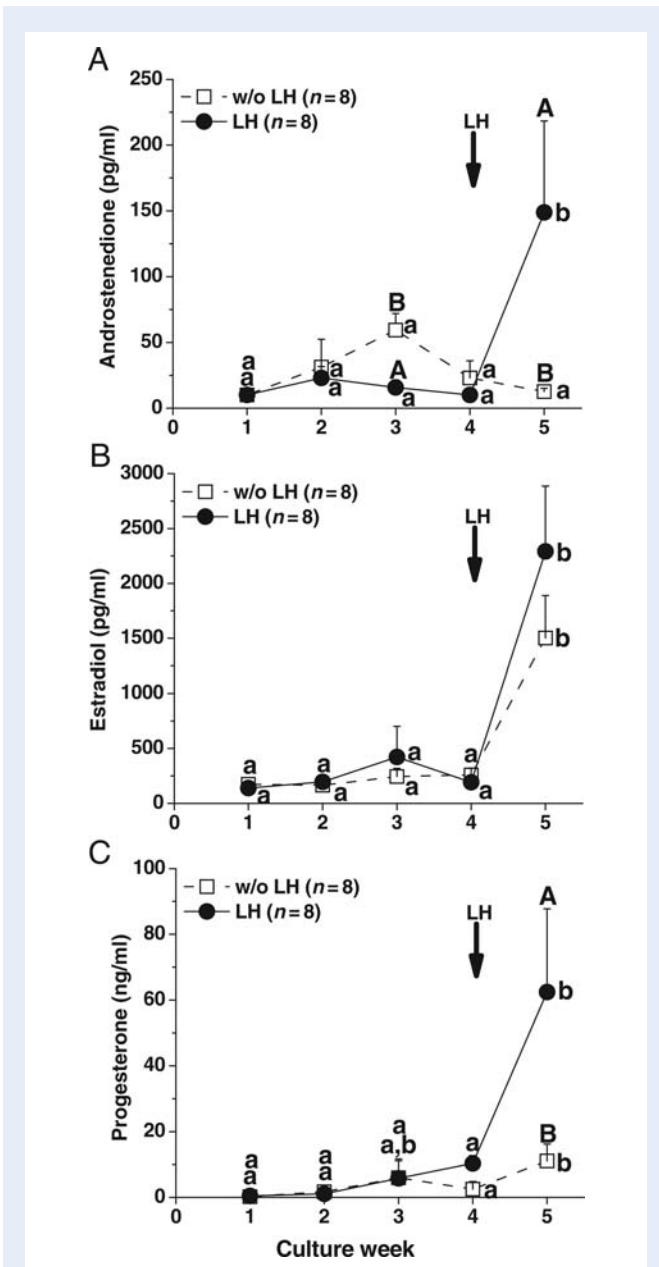 A
250
200
150
100
50
0
Androstenedione (pg/ml)
w/o LH (n=8)
LH (n=8)
LH
A
b
B
a
A
a
a
a
a
a
a
a
B
a
0 1 2 3 4 5
B
3000
2500
2000
1500
1000
500
0
Estradiol (pg/ml)
w/o LH (n=8)
LH (n=8)
LH
b
b
a
a
a
a
a
a
a
a
0 1 2 3 4 5
C
100
80
60
40
20
0
Progesterone (ng/ml)
w/o LH (n=8)
LH (n=8)
LH
A
b
a
a,b
a
a
a
a
a
a
B
b
0 1 2 3 4 5
Culture week